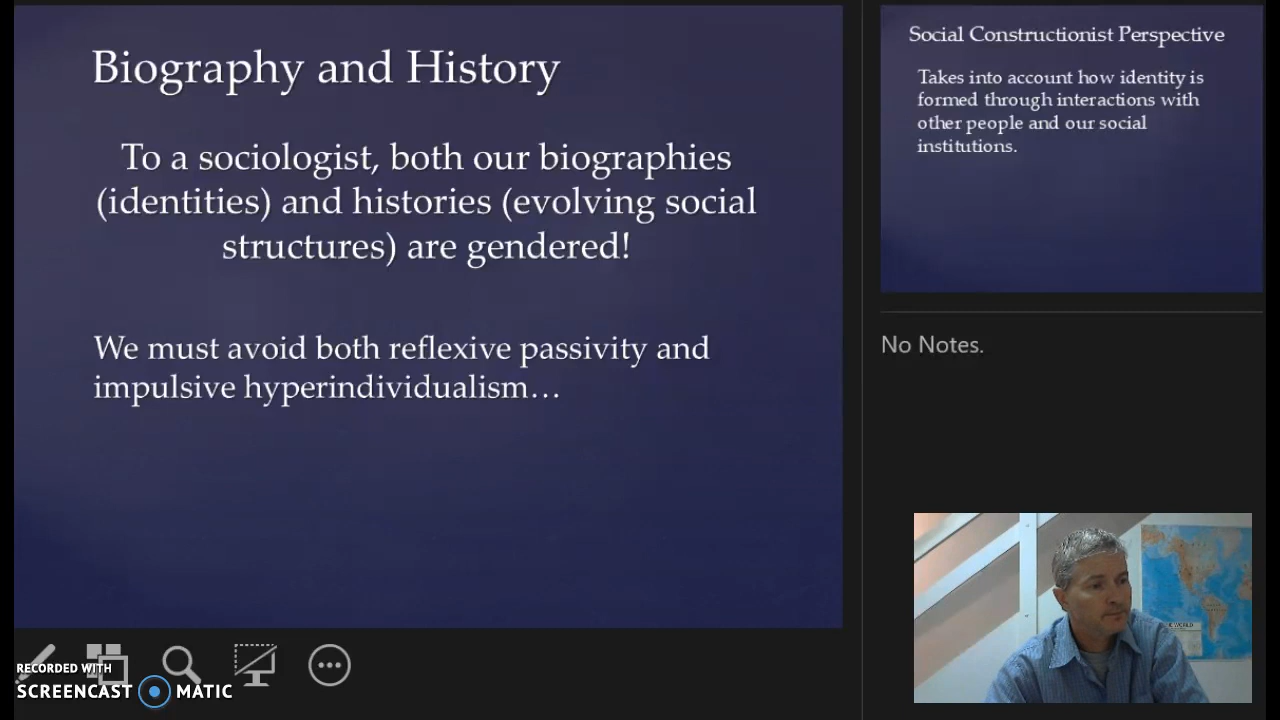 Biography and History
To a sociologist, both our biographies
(identities) and histories (evolving social
structures) are gendered!
We must avoid both reflexive passivity and
impulsive hyperindividualism…
Social Constructionist Perspective
Takes into account how identity is
formed through interactions with
other people and our social
institutions.
No Notes.
RECORDED WITH
SCREENCAST MATIC
WORLD